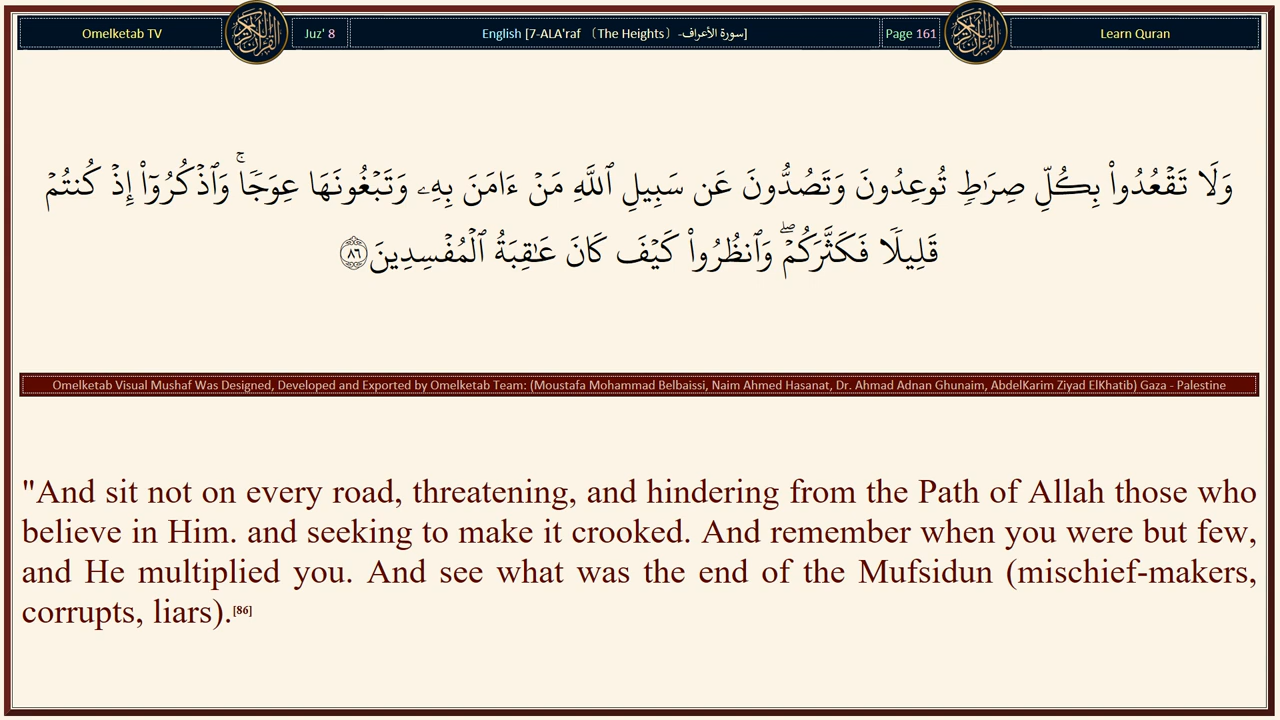 Omelketab TV
Juz' 8
English [7-ALA'raf （The Heights）-سورة الأعراف]
Page 161
Learn Quran
وَلَا تَقۡعُدُواْ بِكُلِّ صِرَٰطٖ تُوعِدُونَ وَتَصُدُّونَ عَن سَبِيلِ ٱللَّهِ مَنۡ ءَامَنَ بِهِۦ وَتَبۡغُونَهَا عِوَجٗاۚ وَٱذۡكُرُوٓاْ إِذۡ كُنتُمۡ
قَلِيلٗا فَكَثَّرَكُمۡۖ وَٱنظُرُواْ كَيۡفَ كَانَ عَٰقِبَةُ ٱلۡمُفۡسِدِينَ ٨٦
Omelketab Visual Mushaf Was Designed, Developed and Exported by Omelketab Team: (Moustafa Mohammad Belbaissi, Naim Ahmed Hasanat, Dr. Ahmad Adnan Ghunaim, AbdelKarim Ziyad ElKhatib) Gaza - Palestine
"And sit not on every road, threatening, and hindering from the Path of Allah those who
believe in Him. and seeking to make it crooked. And remember when you were but few,
and He multiplied you. And see what was the end of the Mufsidun (mischief-makers,
corrupts, liars).[86]